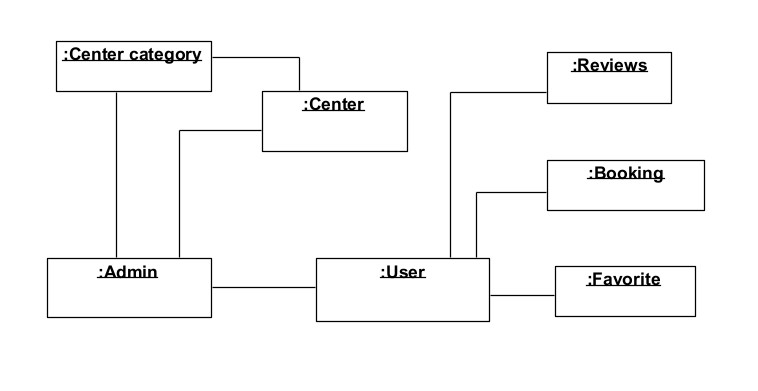 :Center category
:Reviews
:Center
:Booking
:Admin
:User
:Favorite